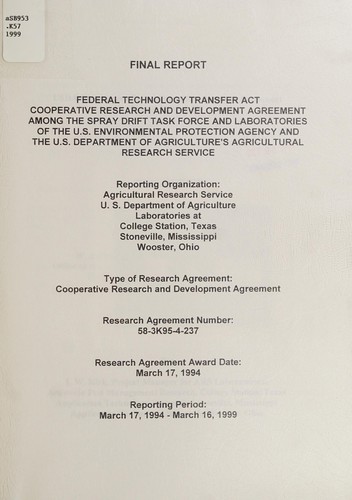 aSB953
.K57
1999
FINAL REPORT
FEDERAL TECHNOLOGY TRANSFER ACT
COOPERATIVE RESEARCH AND DEVELOPMENT AGREEMENT
AMONG THE SPRAY DRIFT TASK FORCE AND LABORATORIES
OF THE U.S. ENVIRONMENTAL PROTECTION AGENCY AND
THE U.S. DEPARTMENT OF AGRICULTURE'S AGRICULTURAL
RESEARCH SERVICE
Reporting Organization:
Agricultural Research Service
U. S. Department of Agriculture
Laboratories at
College Station, Texas
Stoneville, Mississippi
Wooster, Ohio
Type of Research Agreement:
Cooperative Research and Development Agreement
Research Agreement Number:
58-3K95-4-237
Research Agreement Award Date:
March 17, 1994
Reporting Period:
March 17, 1994 - March 16, 1999